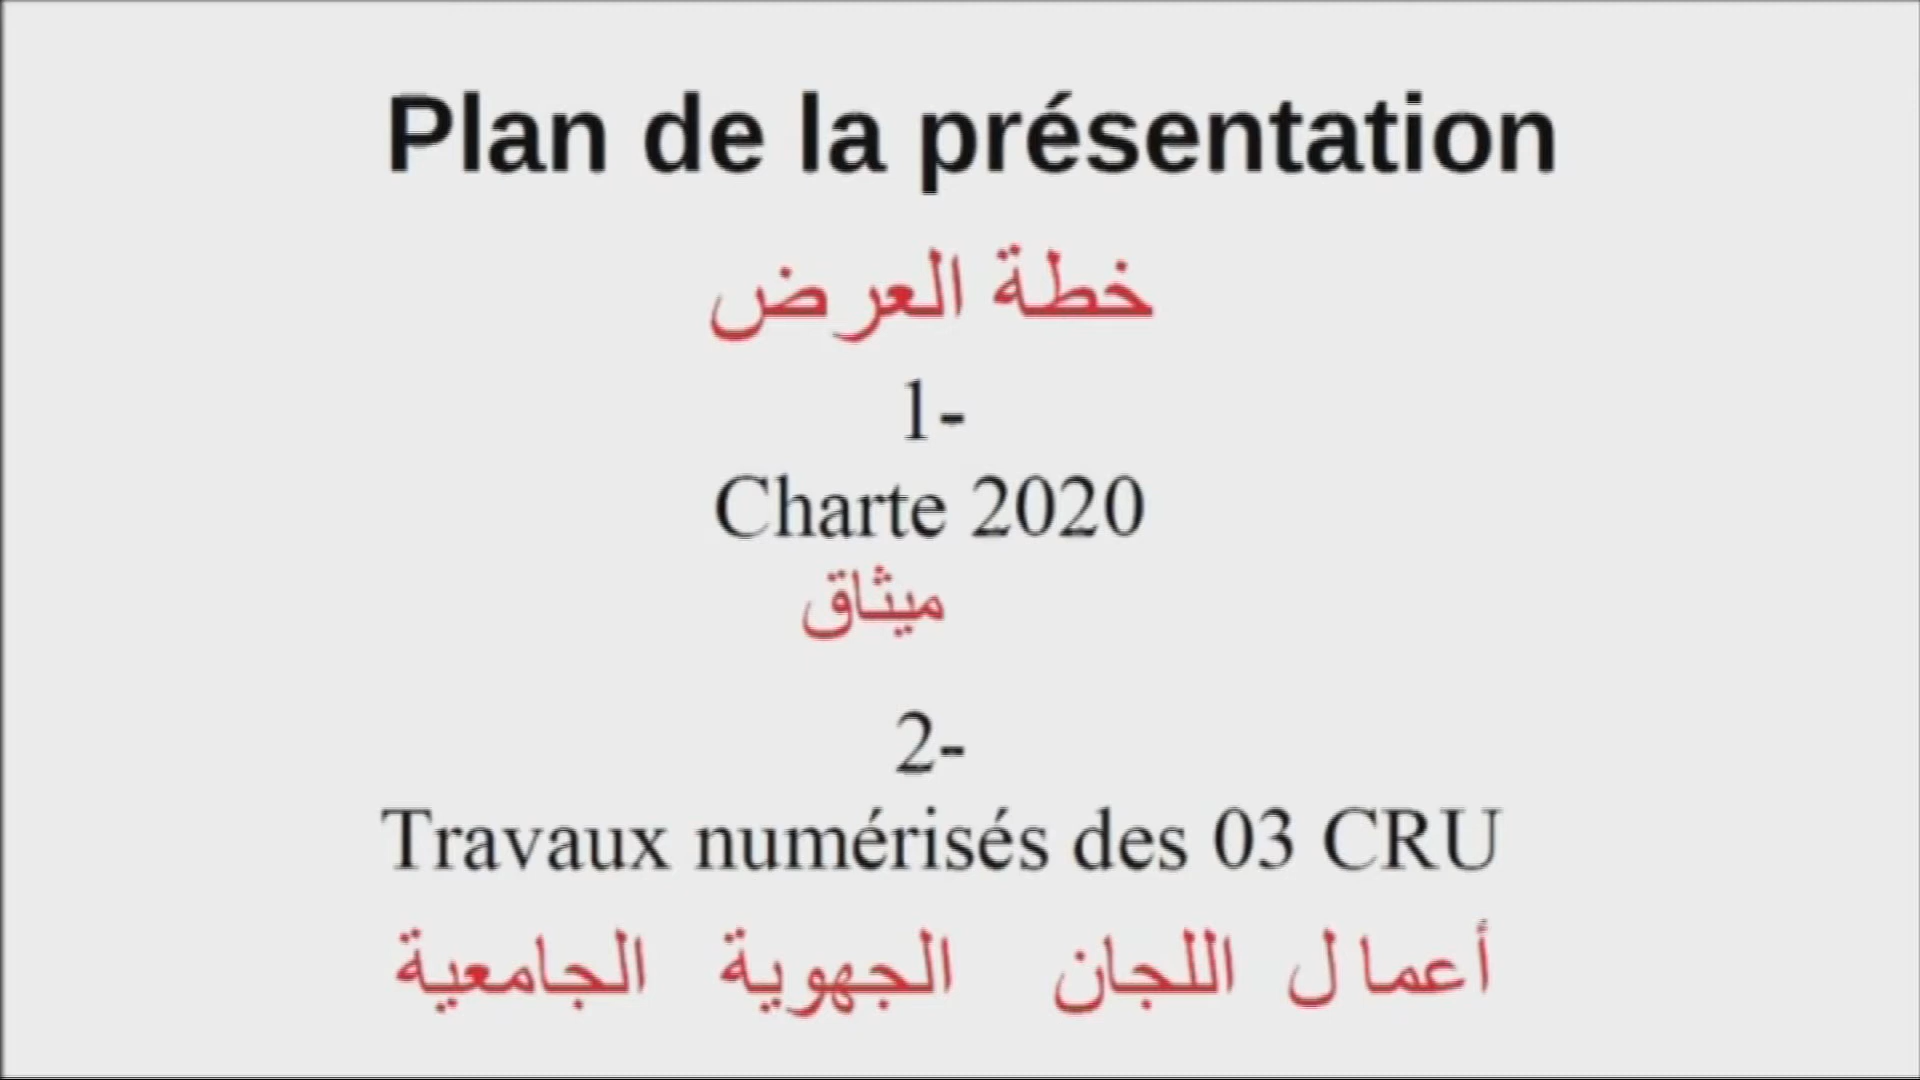 Plan de la présentation
خطة العرض
1-
Charte 2020
ميثاق
2-
Travaux numérisés des 03 CRU
أعمال اللجان الجهوية الجامعية